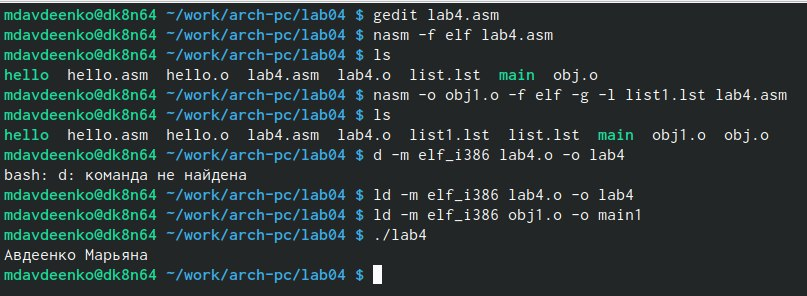 mdavdeenko@dk8n64 ~/work/arch-pc/lab04 $ gedit lab4.asm
mdavdeenko@dk8n64 ~/work/arch-pc/lab04 $ nasm -f elf lab4.asm
mdavdeenko@dk8n64 ~/work/arch-pc/lab04 $ ls
hello hello.asm hello.o lab4.asm lab4.o list.lst main obj.o
mdavdeenko@dk8n64 ~/work/arch-pc/lab04 $ nasm -o obj1.o -f elf -g -l list1.lst lab4.asm
mdavdeenko@dk8n64 ~/work/arch-pc/lab04 $ ls
hello hello.asm hello.o lab4.asm lab4.o list1.lst list.lst main obj1.o obj.o
mdavdeenko@dk8n64 ~/work/arch-pc/lab04 $ d -m elf_i386 lab4.o -o lab4
bash: d: команда не найдена
mdavdeenko@dk8n64 ~/work/arch-pc/lab04 $ ld -m elf_i386 lab4.o -o lab4
mdavdeenko@dk8n64 ~/work/arch-pc/lab04 $ ld -m elf_i386 obj1.o -o main1
mdavdeenko@dk8n64 ~/work/arch-pc/lab04 $ ./lab4
Авдеенко Марьяна
mdavdeenko@dk8n64 ~/work/arch-pc/lab04 $